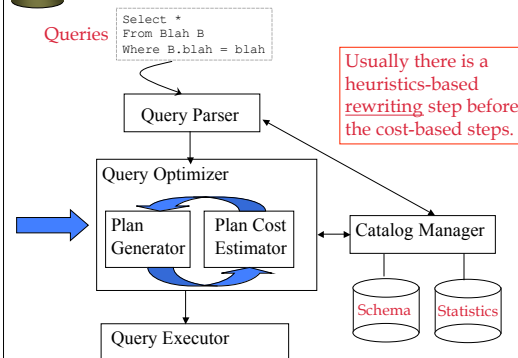 Queries
Select *
From Blah B
Where B.blah = blah
Usually there is a
heuristics-based
rewriting step before
the cost-based steps.
Query Parser
Query Optimizer
Plan
Generator
Plan Cost
Estimator
Catalog Manager
Schema
Statistics
Query Executor